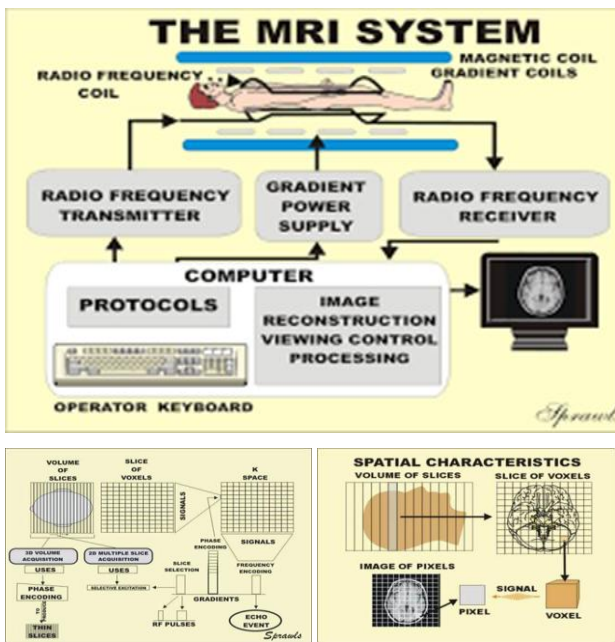 THE MRI SYSTEM
MAGNETIC COIL
RADIO FREQUENCY
COIL
GRADIENT COILS
RADIO FREQUENCY
TRANSMITTER
GRADIENT
POWER
SUPPLY
RADIO FREQUENCY
RECEIVER
COMPUTER
PROTOCOLS
IMAGE
RECONSTRUCTION
VIEWING CONTROL
PROCESSING
OPERATOR KEYBOARD
Sprawls
VOLUME
OF
SLICES
SLICE
OF
VOXELS
K
SPACE
SIGNALS
3D VOLUME
ACQUISITION
2D MULTIPLE SLICE
ACQUISITION
PHASE
ENCODING
SIGNALS
USES
USES
SLICE
SELECTION
FREQUENCY
ENCODING
PHASE
ENCODING
SELECTIVE EXCITATION
GRADIENTS
TO
PRODUCE
THIN
SLICES
RF PULSES
ECHO
EVENT
Sprawls
SPATIAL CHARACTERISTICS
VOLUME OF SLICES
SLICE OF VOXELS
IMAGE OF PIXELS
SIGNAL
PIXEL
VOXEL